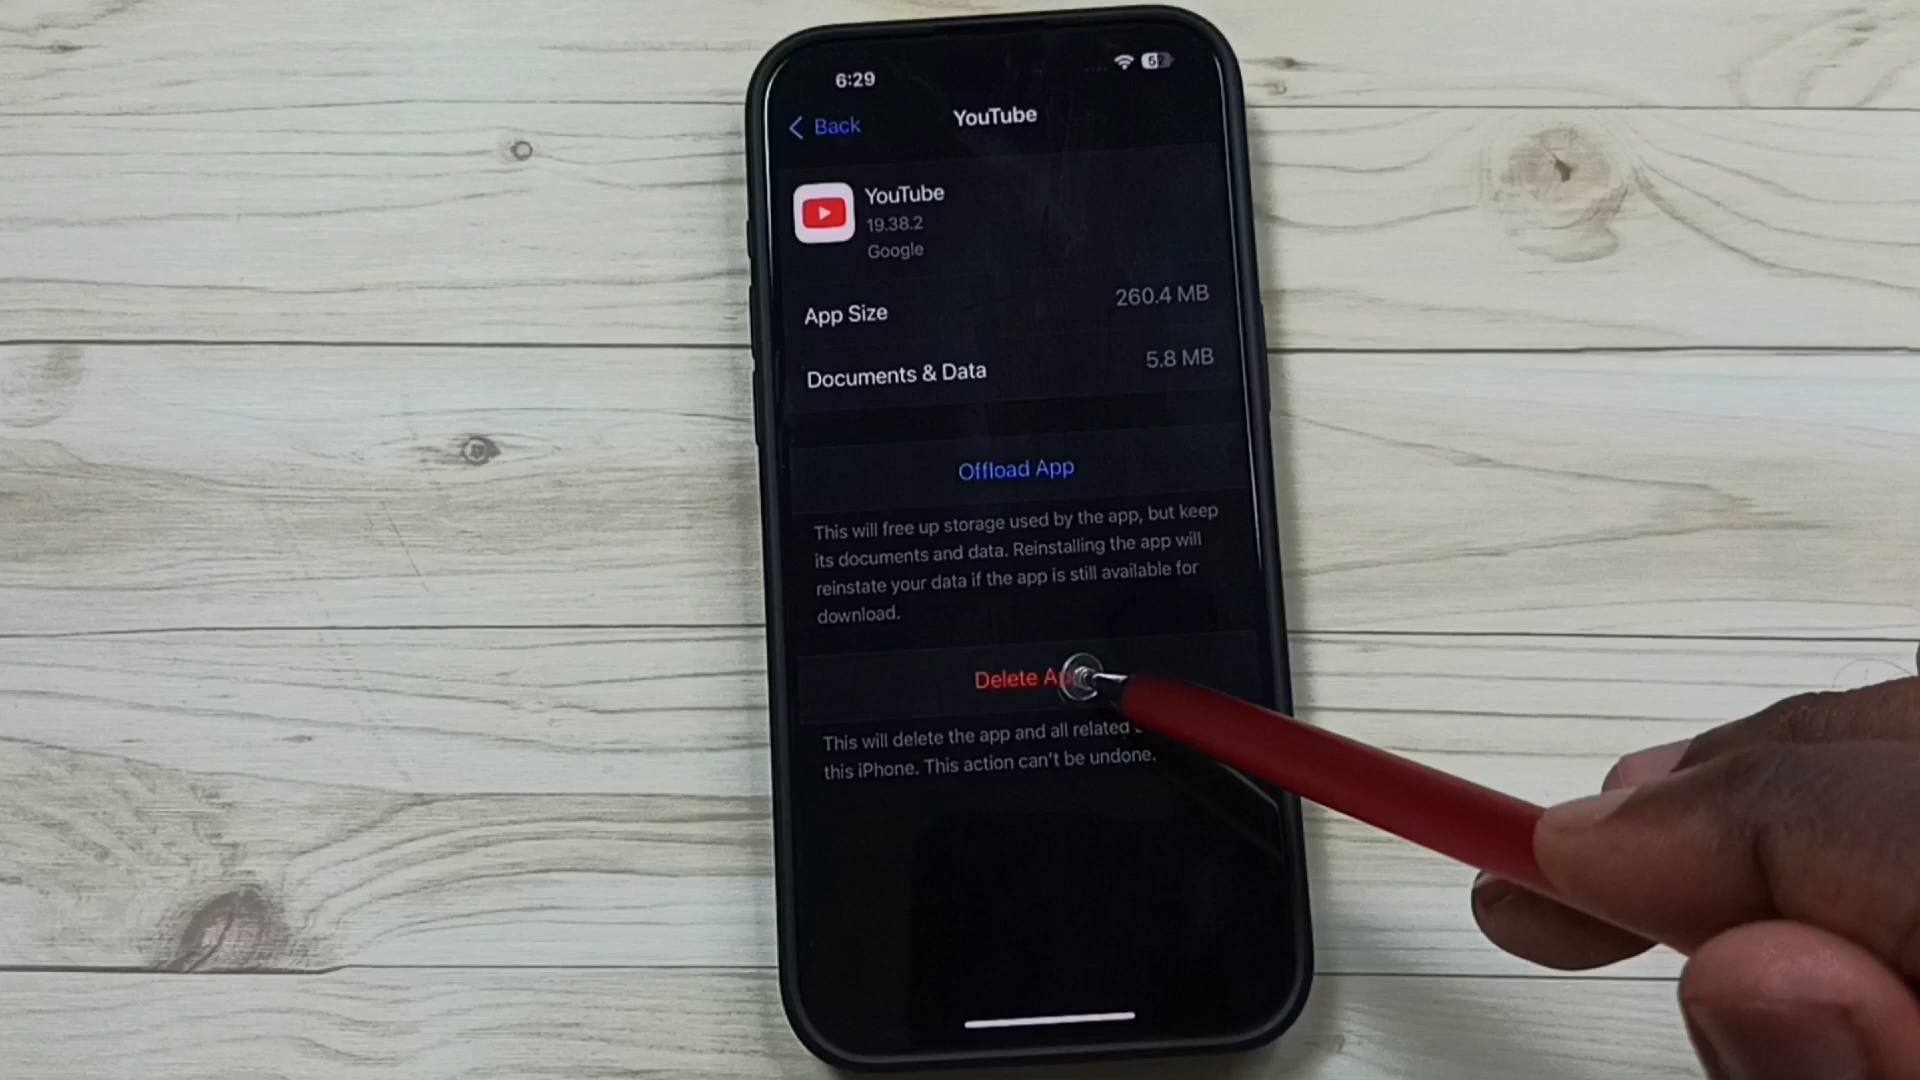 6:29
Back
YouTube
YouTube
19.38.2
Google
App Size
260.4 MB
Documents & Data
5.8 MB
Offload App
This will free up storage used by the app, but keep
its documents and data. Reinstalling the app will
reinstate your data if the app is still available for
download.
Delete
This will delete the app and all related
this iPhone. This action can't be undone.